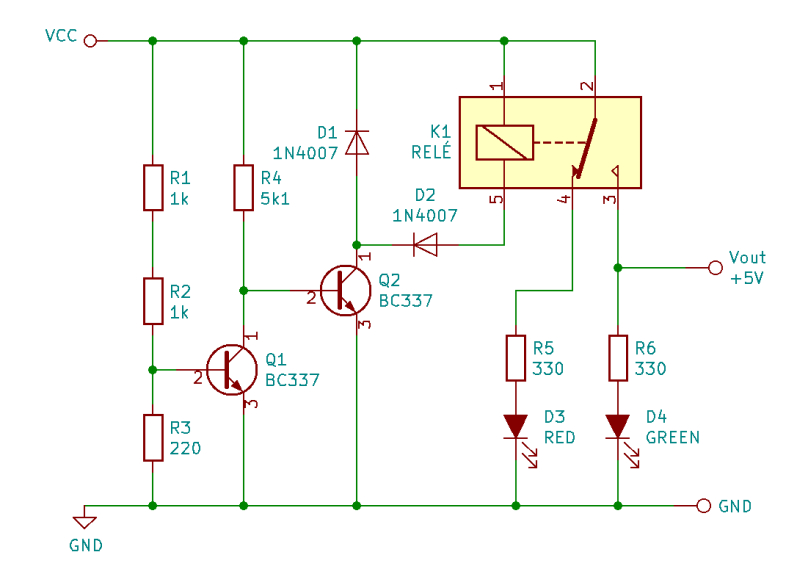 VCC
R1
1k
R2
1k
R3
220
GND
R4
5k1
1
2
Q1
BC337
3
D1
1N4007
1
2
Q2
BC337
3
D2
1N4007
K1
RELÉ
1
2
5
4
3
Vout
+5V
R5
330
D3
RED
R6
330
D4
GREEN
GND